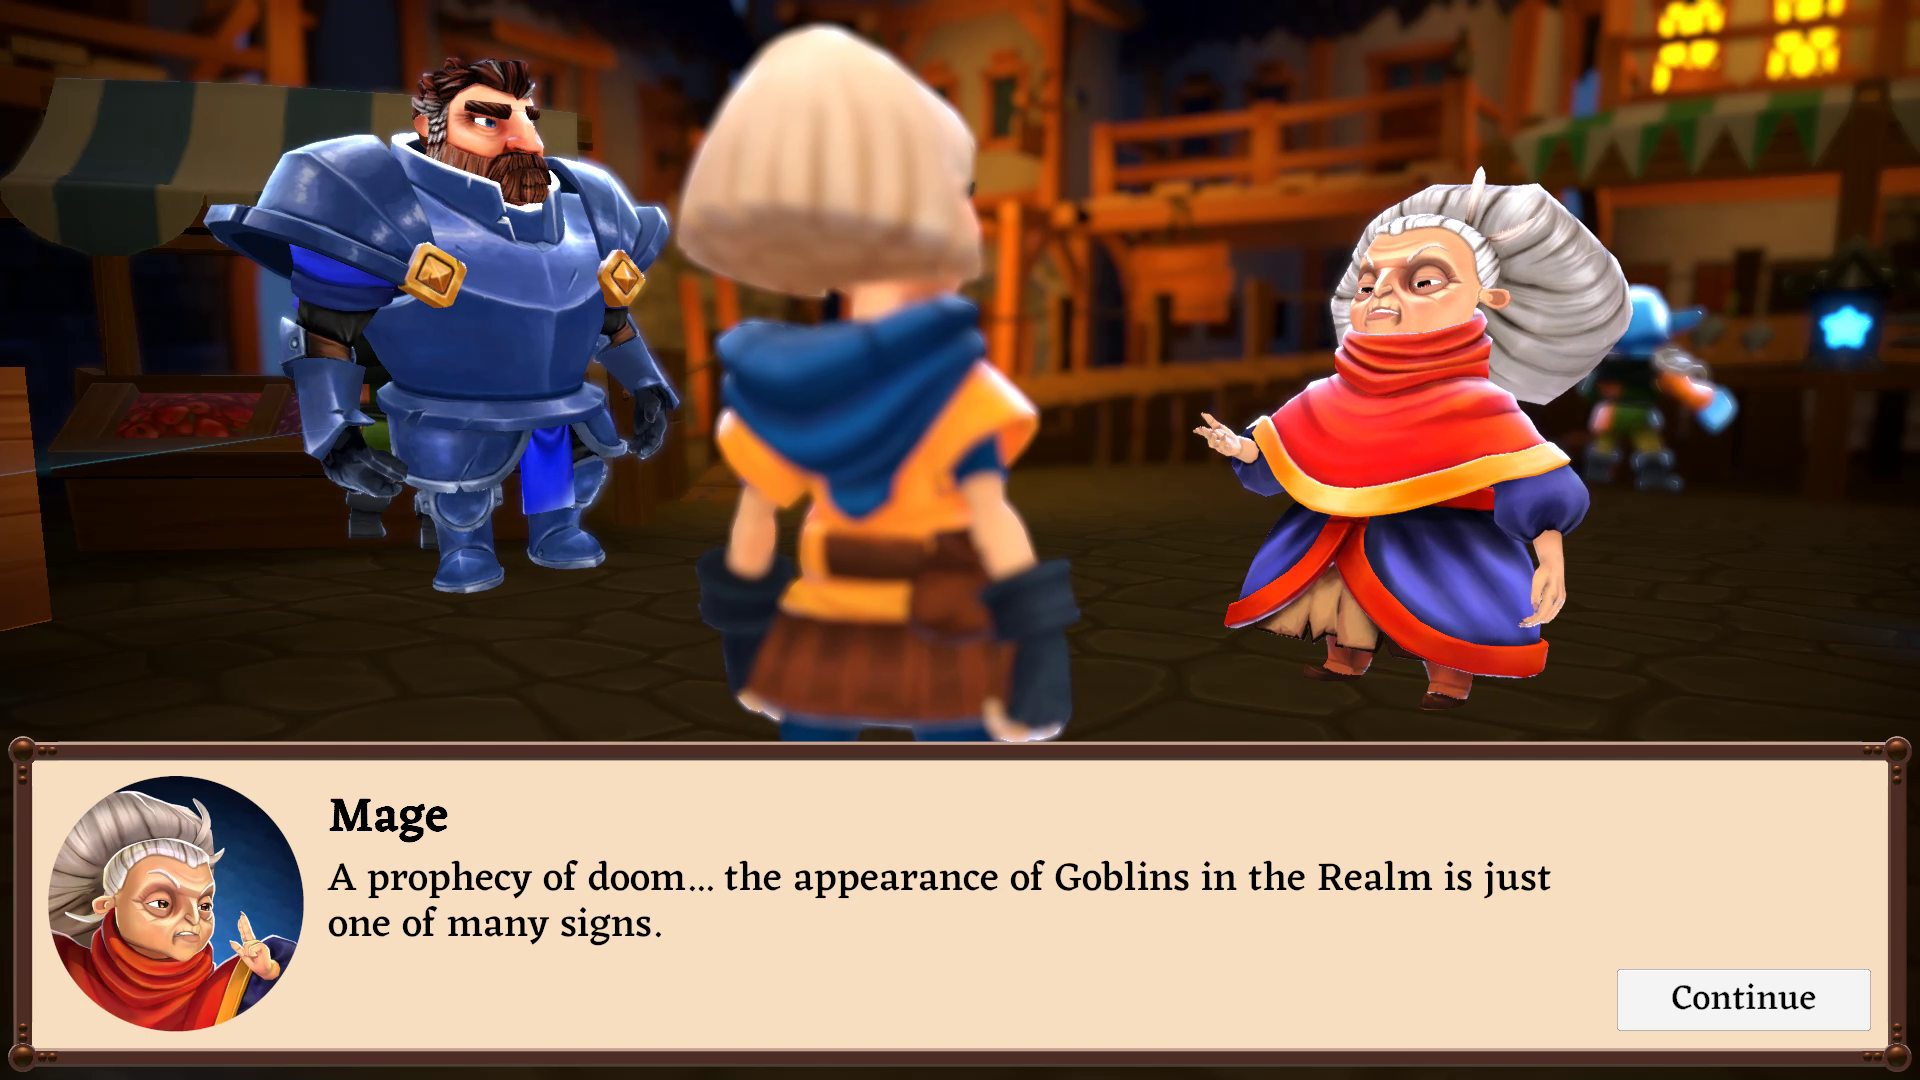 Mage
A prophecy of doom... the appearance of Goblins in the Realm is just
one of many signs.
Continue